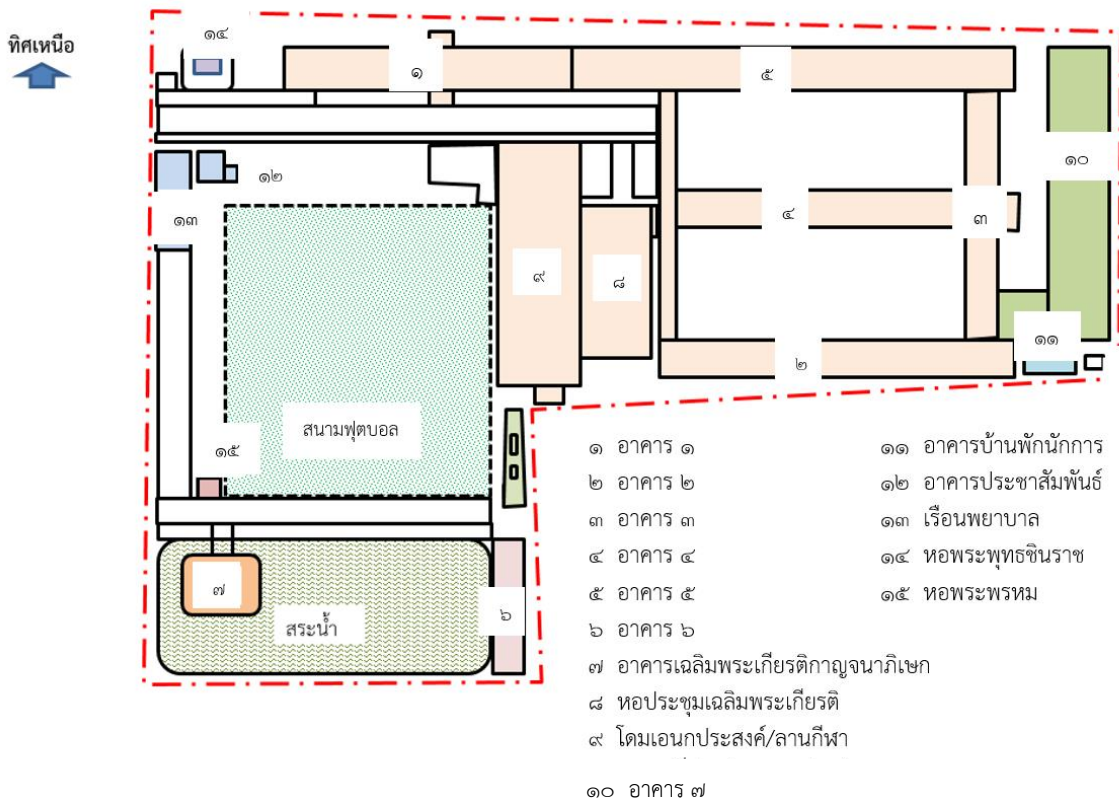 ทิศเหนือ
๑๔
๑
๕
๑๒
๑๐
๑๓
๔
๓
๙
๘
๑๑
๒
สนามฟุตบอล
๑๕
๗
สระน้ำ
๖
๑ อาคาร ๑
๒ อาคาร ๒
๓ อาคาร ๓
๔ อาคาร ๔
๕ อาคาร ๕
๖ อาคาร ๖
๗ อาคารเฉลิมพระเกียรติกาญจนาภิเษก
๘ หอประชุมเฉลิมพระเกียรติ
๙ โดมเอนกประสงค์/ลานกีฬา
๑๐ อาคาร ๗
๑๑ อาคารบ้านพักนักการ
๑๒ อาคารประชาสัมพันธ์
๑๓ เรือนพยาบาล
๑๔ หอพระพุทธชินราช
๑๕ หอพระพรหม